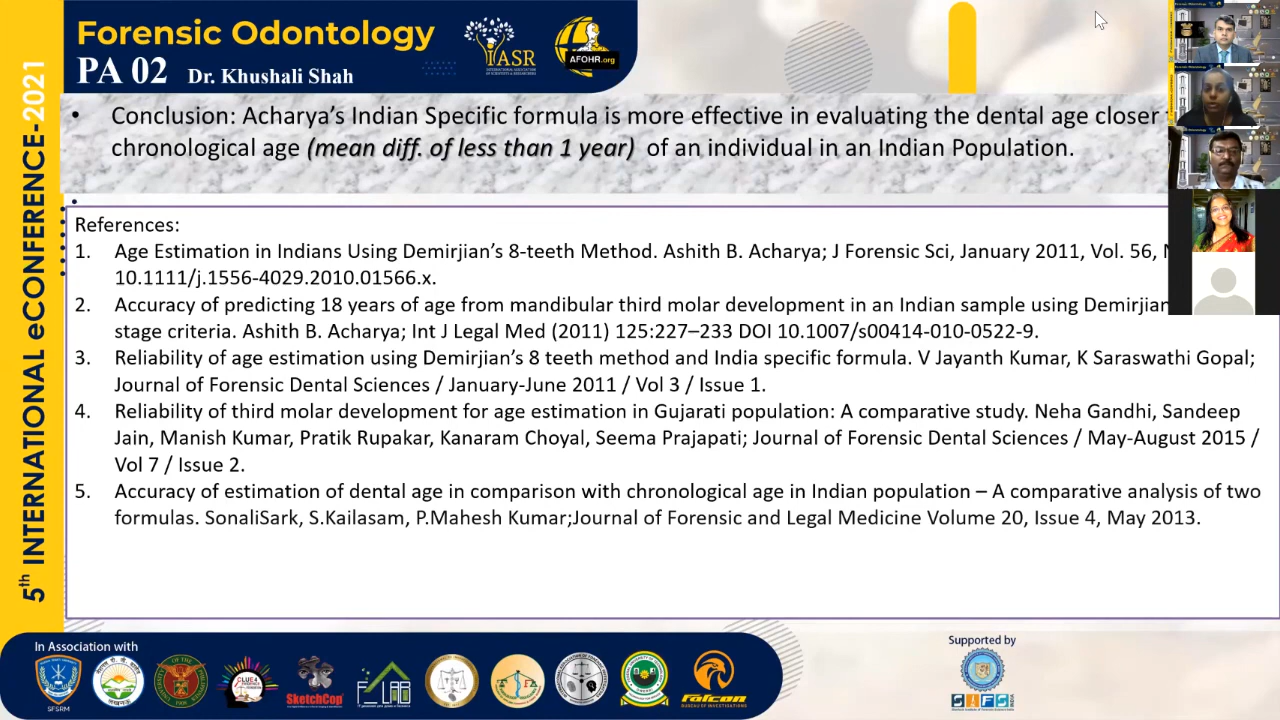 Forensic Odontology
PA 02 Dr. Khushali Shah
IASR
AFOHR.org
5th INTERNATIONAL eCONFERENCE-2021
• Conclusion: Acharya's Indian Specific formula is more effective in evaluating the dental age closer
chronological age (mean diff. of less than 1 year) of an individual in an Indian Population.
•
References:
1. Age Estimation in Indians Using Demirjian's 8-teeth Method. Ashith B. Acharya; J Forensic Sci, January 2011, Vol. 56,
10.1111/j.1556-4029.2010.01566.x.
2. Accuracy of predicting 18 years of age from mandibular third molar development in an Indian sample using Demirjian
stage criteria. Ashith B. Acharya; Int J Legal Med (2011) 125:227–233 DOI 10.1007/s00414-010-0522-9.
3. Reliability of age estimation using Demirjian's 8 teeth method and India specific formula. V Jayanth Kumar, K Saraswathi Gopal;
Journal of Forensic Dental Sciences / January-June 2011 / Vol 3 / Issue 1.
4. Reliability of third molar development for age estimation in Gujarati population: A comparative study. Neha Gandhi, Sandeep
Jain, Manish Kumar, Pratik Rupakar, Kanaram Choyal, Seema Prajapati; Journal of Forensic Dental Sciences / May-August 2015 /
Vol 7 / Issue 2.
5. Accuracy of estimation of dental age in comparison with chronological age in Indian population – A comparative analysis of two
formulas. SonaliSark, S.Kailasam, P.Mahesh Kumar;Journal of Forensic and Legal Medicine Volume 20, Issue 4, May 2013.
In Association with
SFSRM
CLUE4
SketchCop
F-LAB
Falcon
BUREAU OF INVESTIGATIONS
Supported by
SIFS INDIA